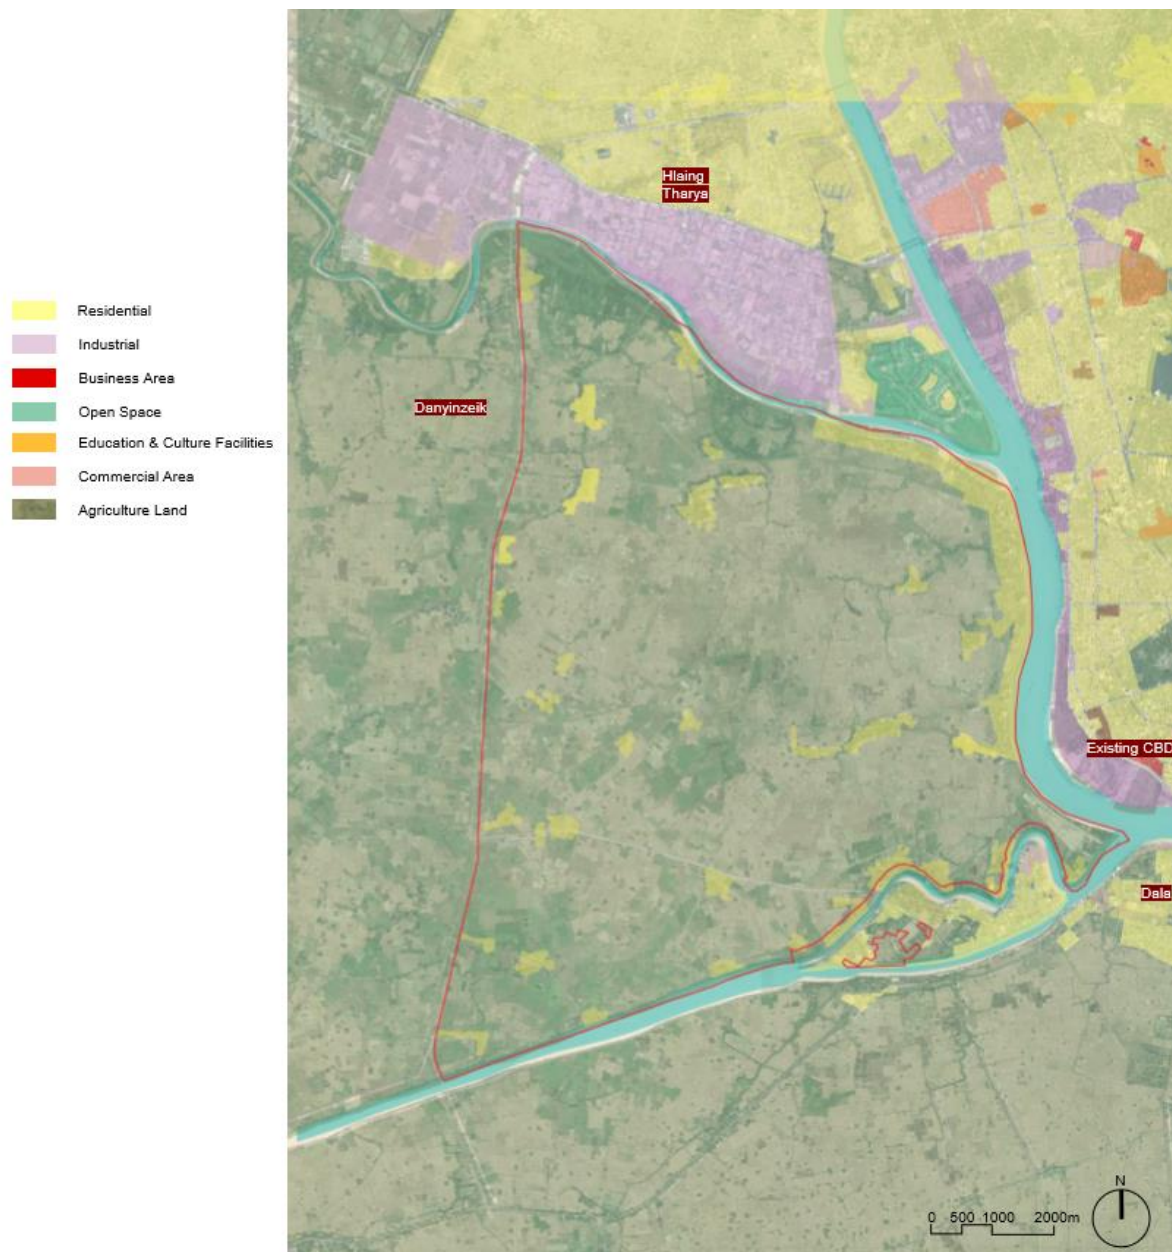 Hlaing
Tharya
Residential
Industrial
Business Area
Danyinzeik
Open Space
Education & Culture Facilities
Commercial Area
Agriculture Land
Existing CBD
Dala
N
0 500 1000 2000m